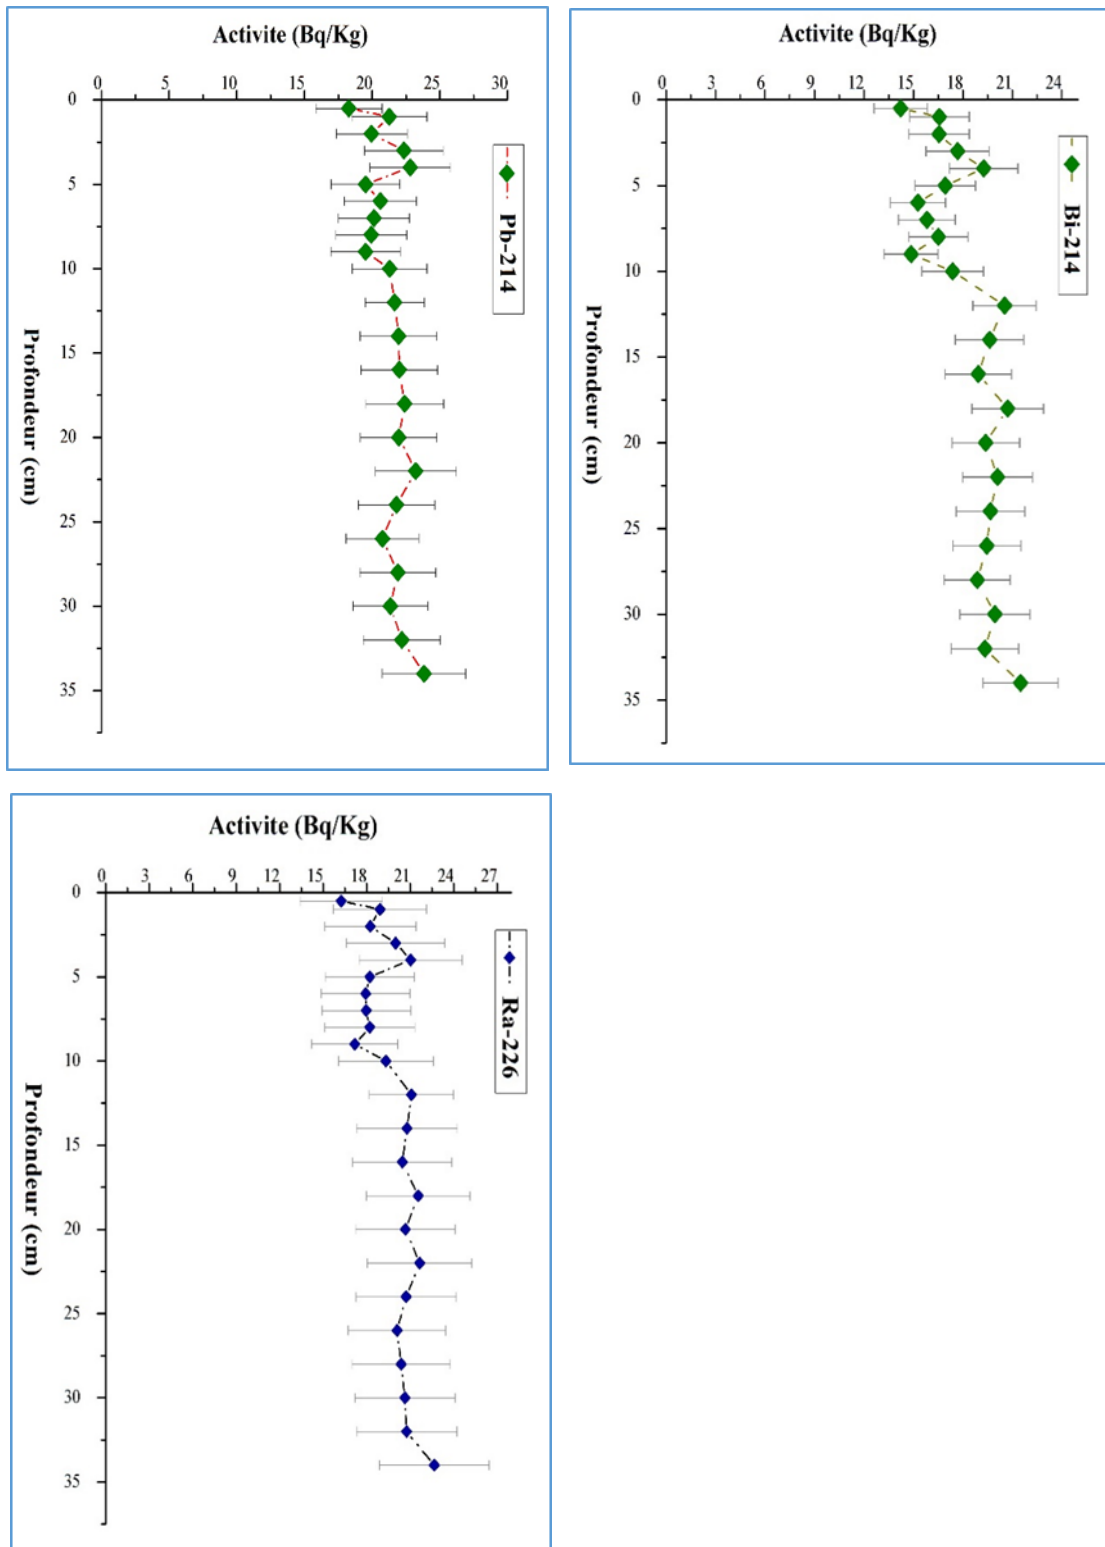 Activite (Bq/Kg)
0 5 10 15 20 25 30
0
5
10
15
20
25
30
35
Profondeur (cm)
Pb-214
Activite (Bq/Kg)
0 3 6 9 12 15 18 21 24
0
5
10
15
20
25
30
35
Profondeur (cm)
Bi-214
Activite (Bq/Kg)
0 3 6 9 12 15 18 21 24 27
0
5
10
15
20
25
30
35
Profondeur (cm)
Ra-226